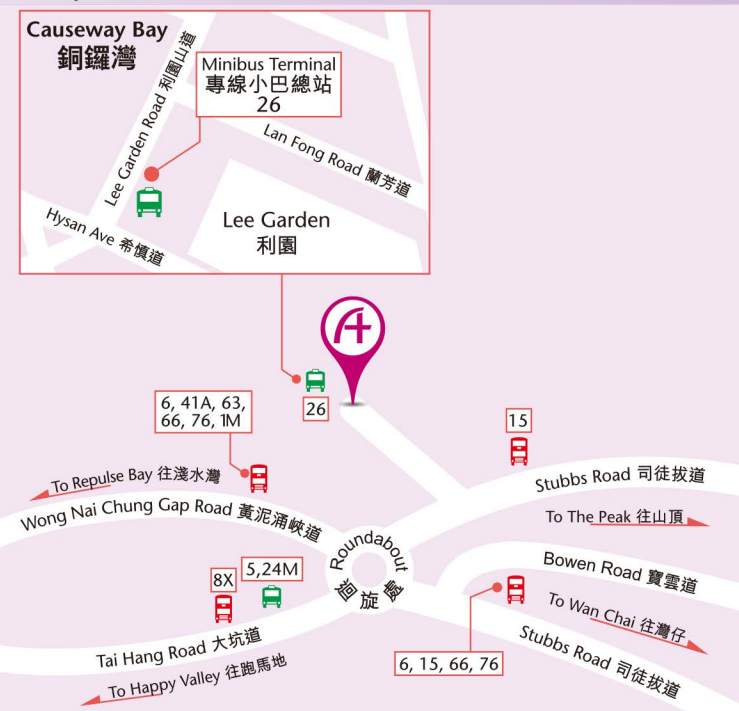 Causeway Bay
銅鑼灣
Minibus Terminal
專線小巴總站
26
Lee Garden Road 利園山道
Lan Fong Road 蘭芳道
Hysan Ave 希慎道
Lee Garden
利園
26
6, 41A, 63,
66, 76, 1M
15
To Repulse Bay 往淺水灣
Wong Nai Chung Gap Road 黃泥涌峽道
Stubbs Road 司徒拔道
To The Peak 往山頂
Roundabout
迴旋處
Bowen Road 寶雲道
8X
5,24M
To Wan Chai 往灣仔
6, 15, 66, 76
Stubbs Road 司徒拔道
Tai Hang Road 大坑道
To Happy Valley 往跑馬地